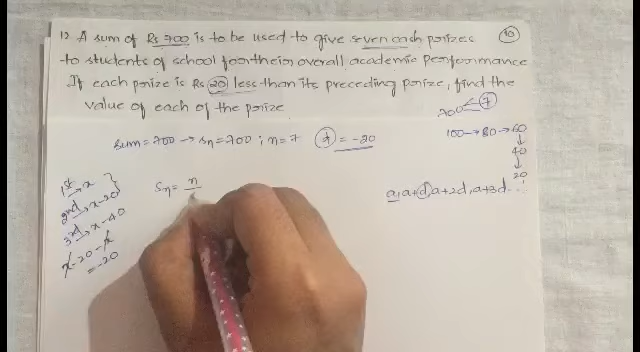 12. A sum of Rs 700 is to be used to give seven cash prizes
to students of school for their overall academic performance
If each prize is Rs 20 less than its preceding prize, find the
value of each of the prize
10
700 7
sum = 700 → Sn = 700 ; n = 7 d = -20
100 → 80 → 60
↓
40
↓
20
1st → x
2nd → x-20
3rd → x-40
x-20-x
= -20
Sn = n
a, a+d, a+2d, a+3d...